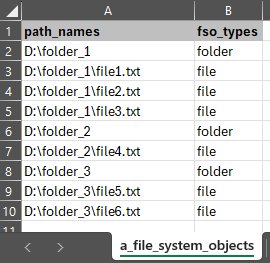 A B
1 path_names fso_types
2 D:\folder_1 folder
3 D:\folder_1\file1.txt file
4 D:\folder_1\file2.txt file
5 D:\folder_1\file3.txt file
6 D:\folder_2 folder
7 D:\folder_2\file4.txt file
8 D:\folder_3 folder
9 D:\folder_3\file5.txt file
10 D:\folder_3\file6.txt file
a_file_system_objects